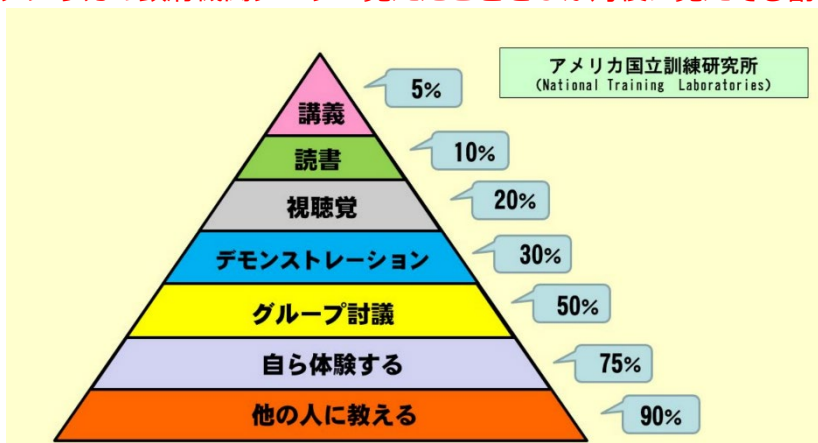 アメリカ国立訓練研究所
(National Training Laboratories)
講義
5%
読書
10%
視聴覚
20%
デモンストレーション
30%
グループ討議
50%
自ら体験する
75%
他の人に教える
90%